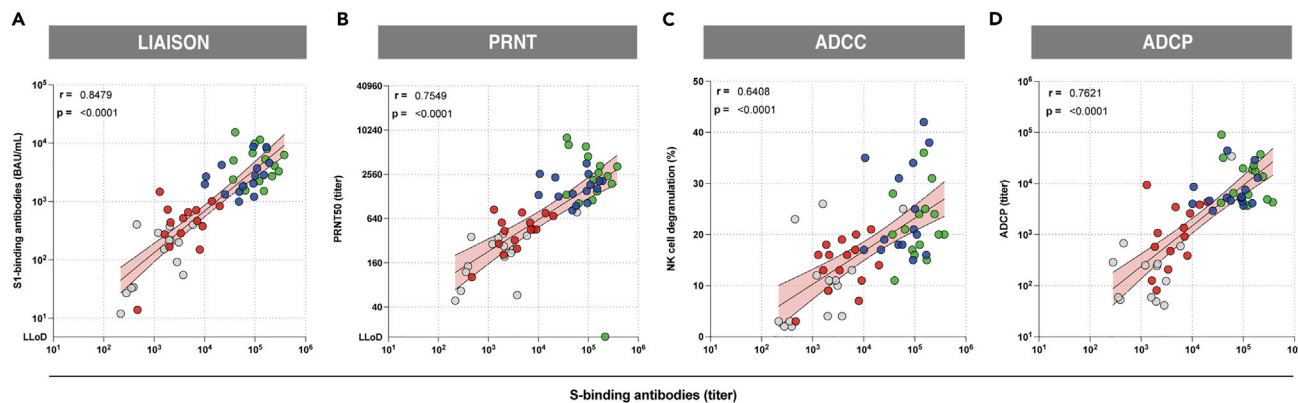 A
LIAISON
r = 0.8479
p = <0.0001
S1-binding antibodies (BAU/mL)
10^5
10^4
10^3
10^2
10^1
LLoD
10^1 10^2 10^3 10^4 10^5 10^6
B
PRNT
r = 0.7549
p = <0.0001
PRNT50 (titer)
40960
10240
2560
640
160
40
LLoD
10^1 10^2 10^3 10^4 10^5 10^6
C
ADCC
r = 0.6408
p = <0.0001
NK cell degranulation (%)
50
40
30
20
10
0
10^1 10^2 10^3 10^4 10^5 10^6
D
ADCP
r = 0.7621
p = <0.0001
ADCP (titer)
10^6
10^5
10^4
10^3
10^2
10^1
10^1 10^2 10^3 10^4 10^5 10^6
S-binding antibodies (titer)